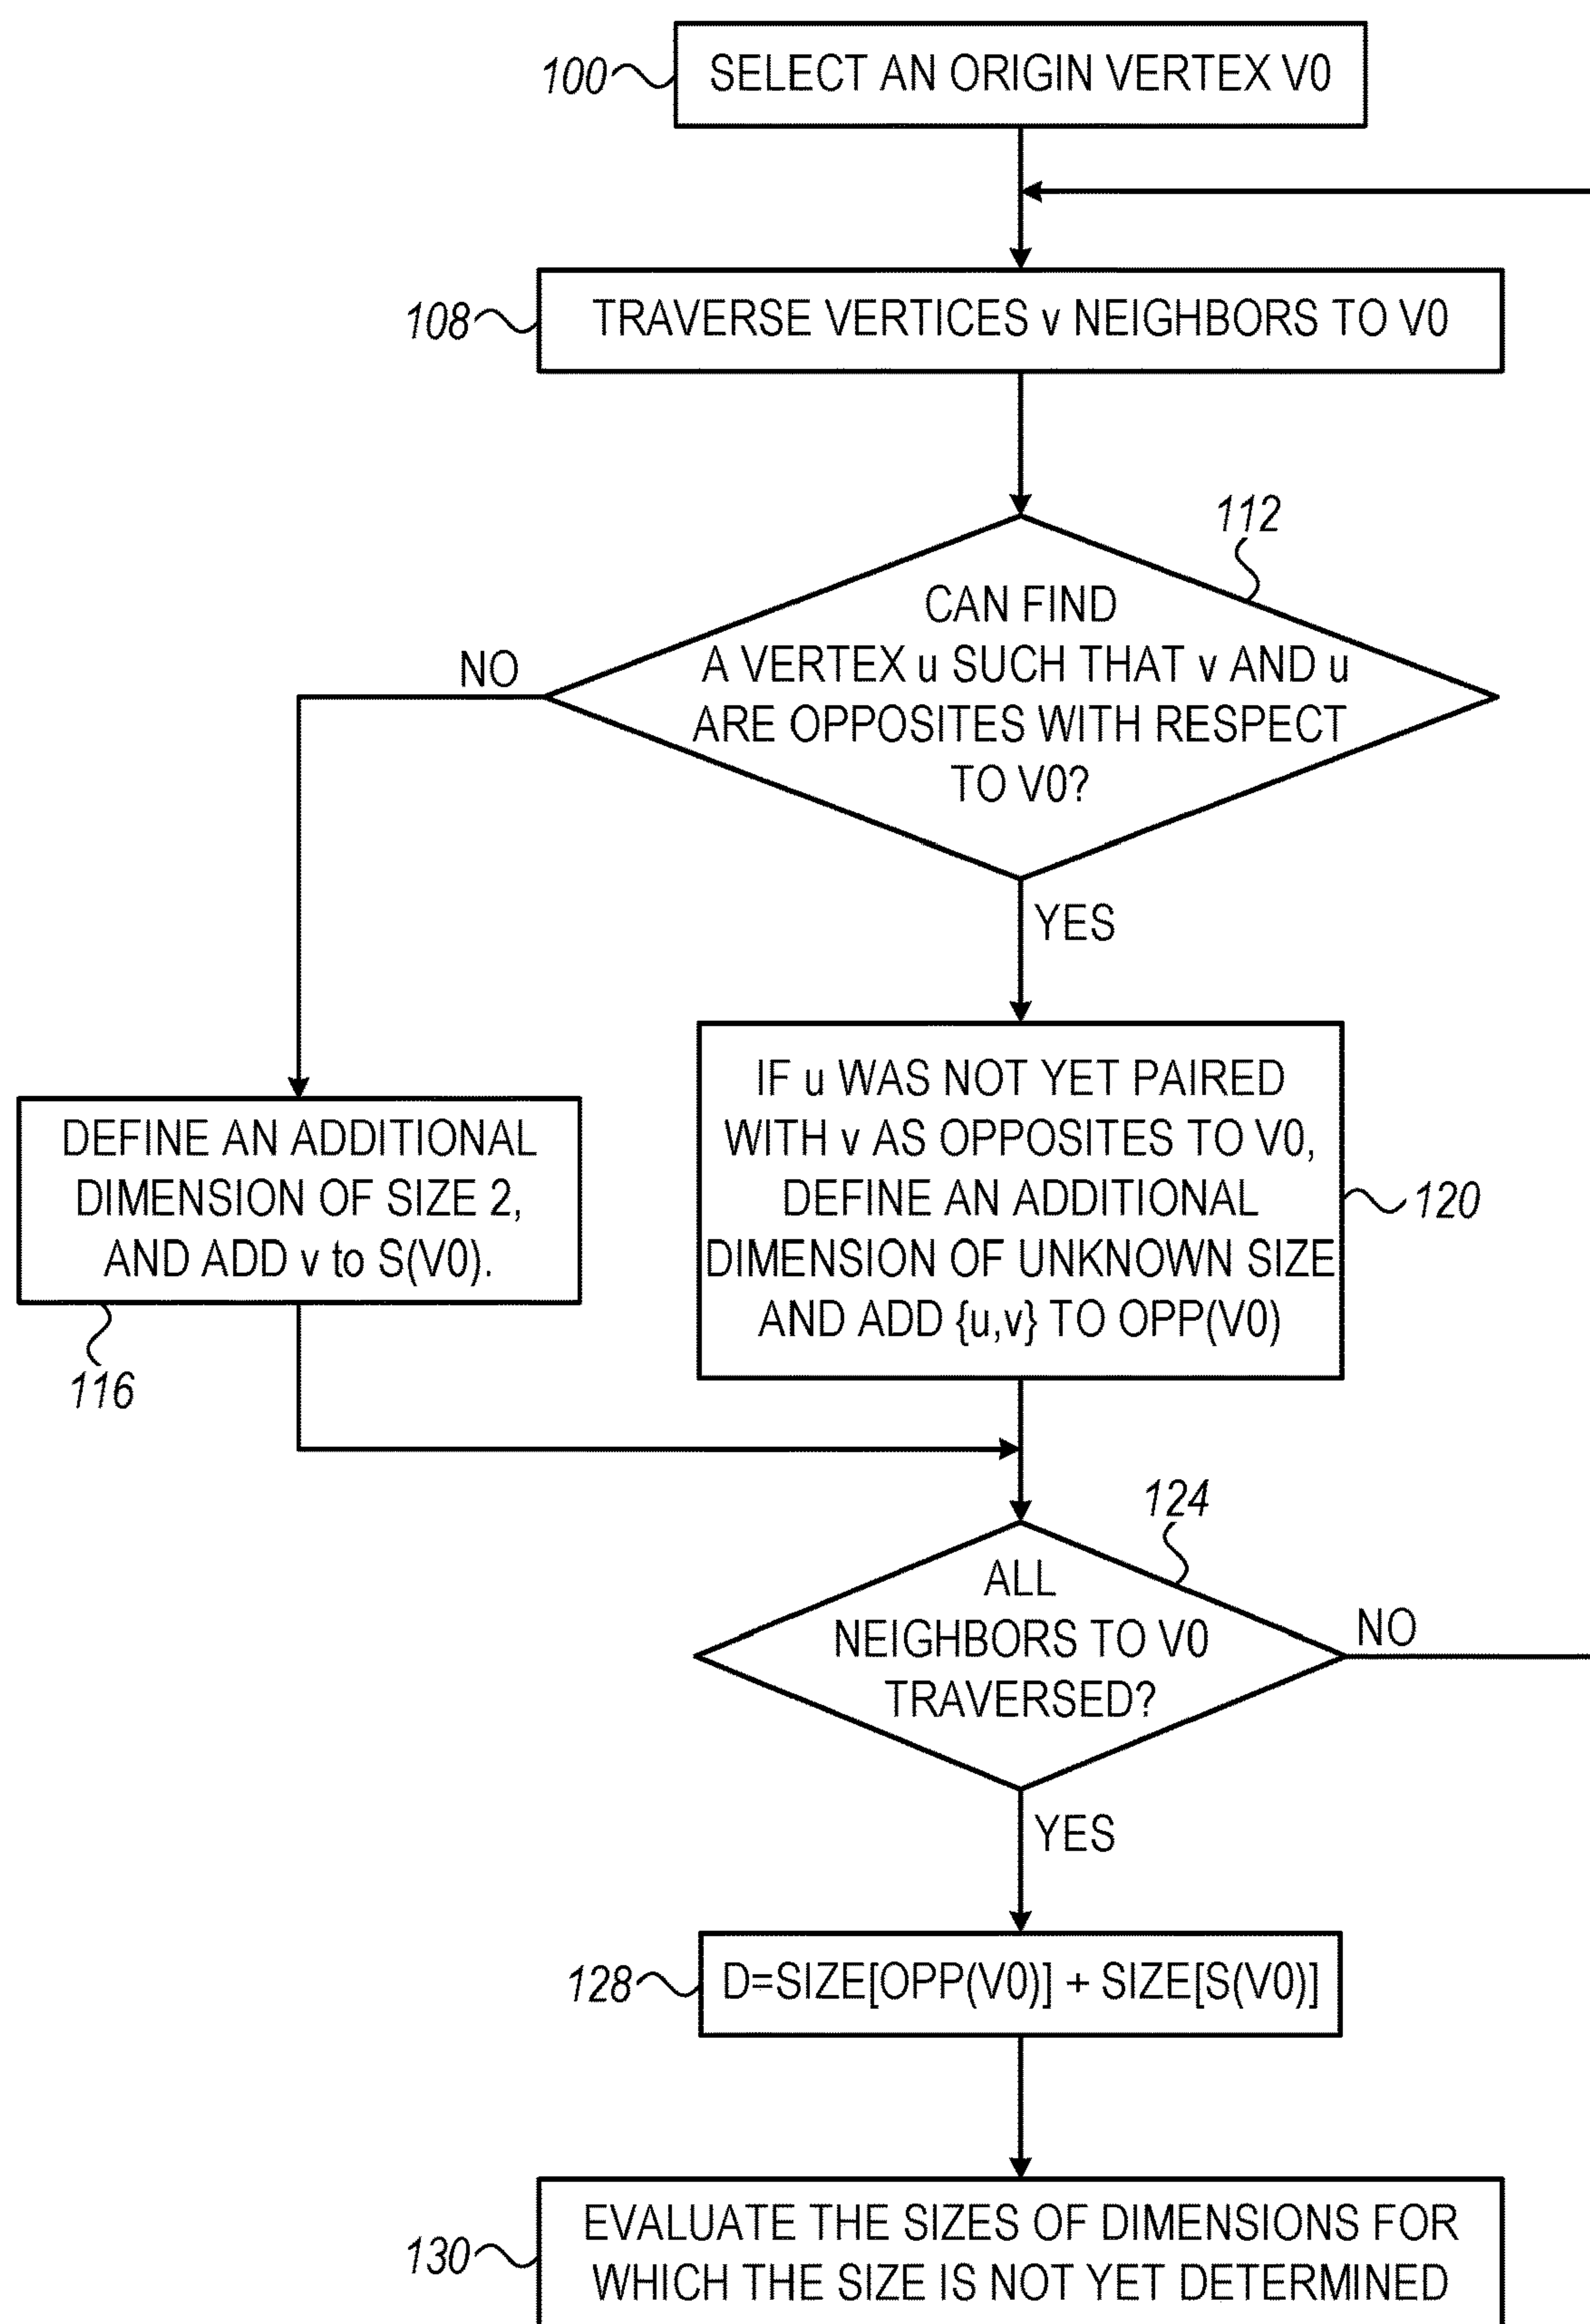 100
SELECT AN ORIGIN VERTEX V0
108
TRAVERSE VERTICES v NEIGHBORS TO V0
112
CAN FIND
A VERTEX u SUCH THAT v AND u
ARE OPPOSITES WITH RESPECT
TO V0?
NO
YES
DEFINE AN ADDITIONAL
DIMENSION OF SIZE 2,
AND ADD v to S(V0).
116
IF u WAS NOT YET PAIRED
WITH v AS OPPOSITES TO V0,
DEFINE AN ADDITIONAL
DIMENSION OF UNKNOWN SIZE
AND ADD {u,v} TO OPP(V0)
120
124
ALL
NEIGHBORS TO V0
TRAVERSED?
NO
YES
128
D=SIZE[OPP(V0)] + SIZE[S(V0)]
130
EVALUATE THE SIZES OF DIMENSIONS FOR
WHICH THE SIZE IS NOT YET DETERMINED